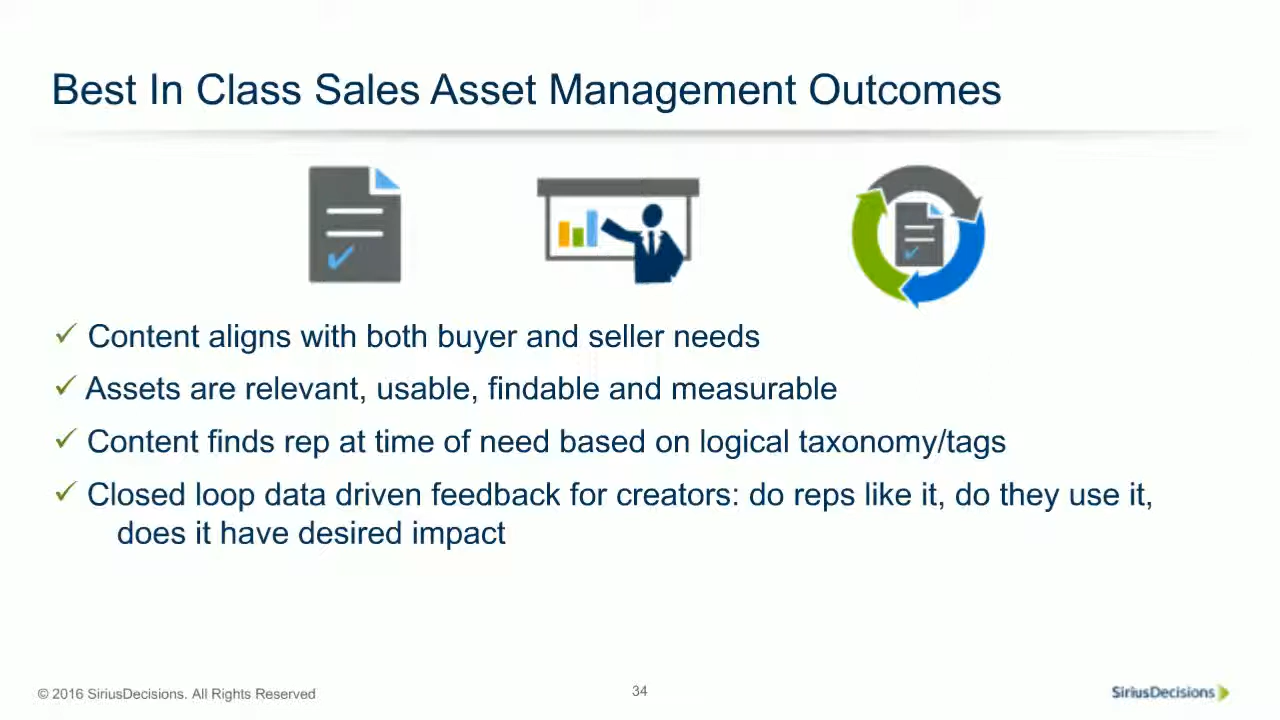 Best In Class Sales Asset Management Outcomes
✓ Content aligns with both buyer and seller needs
✓ Assets are relevant, usable, findable and measurable
✓ Content finds rep at time of need based on logical taxonomy/tags
✓ Closed loop data driven feedback for creators: do reps like it, do they use it,
does it have desired impact
© 2016 SiriusDecisions. All Rights Reserved
34
SiriusDecisions